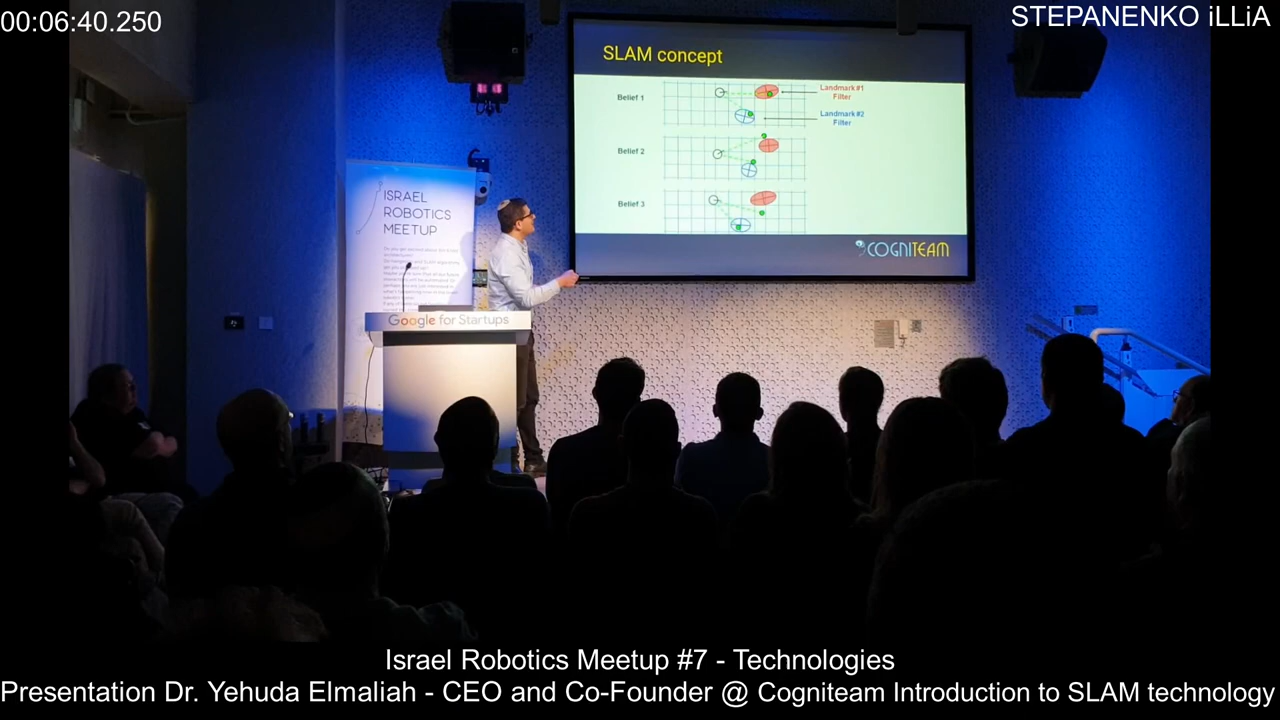 00:06:40.250
STEPANENKO iLLiA
SLAM concept
Belief 1
Landmark #1
Filter
Landmark #2
Filter
Belief 2
Belief 3
COGNITEAM
ISRAEL
ROBOTICS
MEETUP
Google for Startups
Israel Robotics Meetup #7 - Technologies
Presentation Dr. Yehuda Elmaliah - CEO and Co-Founder @ Cogniteam Introduction to SLAM technology